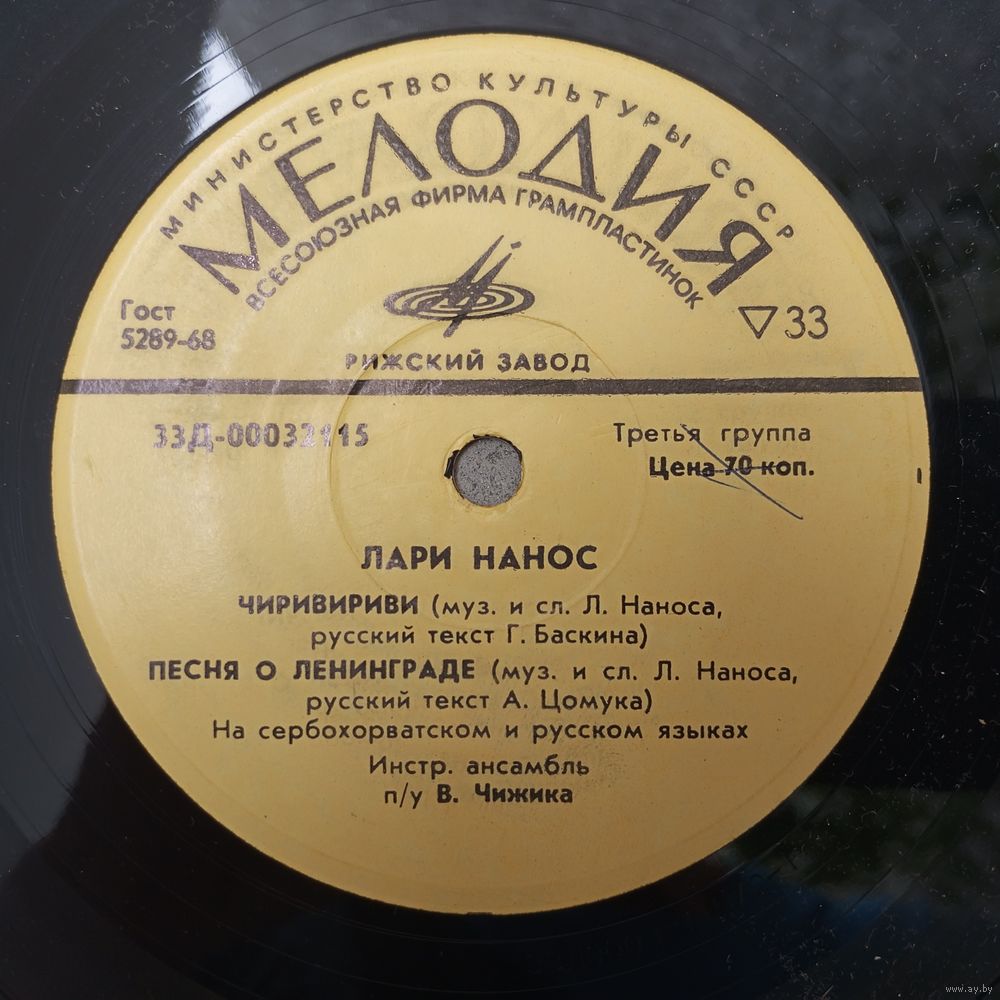 МИНИСТЕРСТВО КУЛЬТУРЫ СССР
МЕЛОДИЯ
ВСЕСОЮЗНАЯ ФИРМА ГРАМПЛАСТИНОК
Гост
5289-68
33
РИЖСКИЙ ЗАВОД
33Д-00032115
Третья группа
Цена 70 коп.
ЛАРИ НАНОС
ЧИРИВИРИВИ (муз. и сл. Л. Наноса,
русский текст Г. Баскина)
ПЕСНЯ О ЛЕНИНГРАДЕ (муз. и сл. Л. Наноса,
русский текст А. Цомука)
На сербохорватском и русском языках
Инстр. ансамбль
п/у В. Чижика
www.ay.by